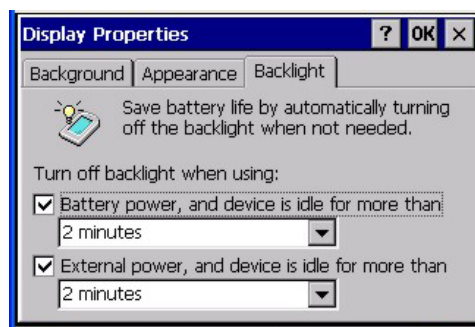 Display Properties ? OK ×
Background Appearance Backlight
Save battery life by automatically turning
off the backlight when not needed.
Turn off backlight when using:
Battery power, and device is idle for more than
2 minutes
External power, and device is idle for more than
2 minutes